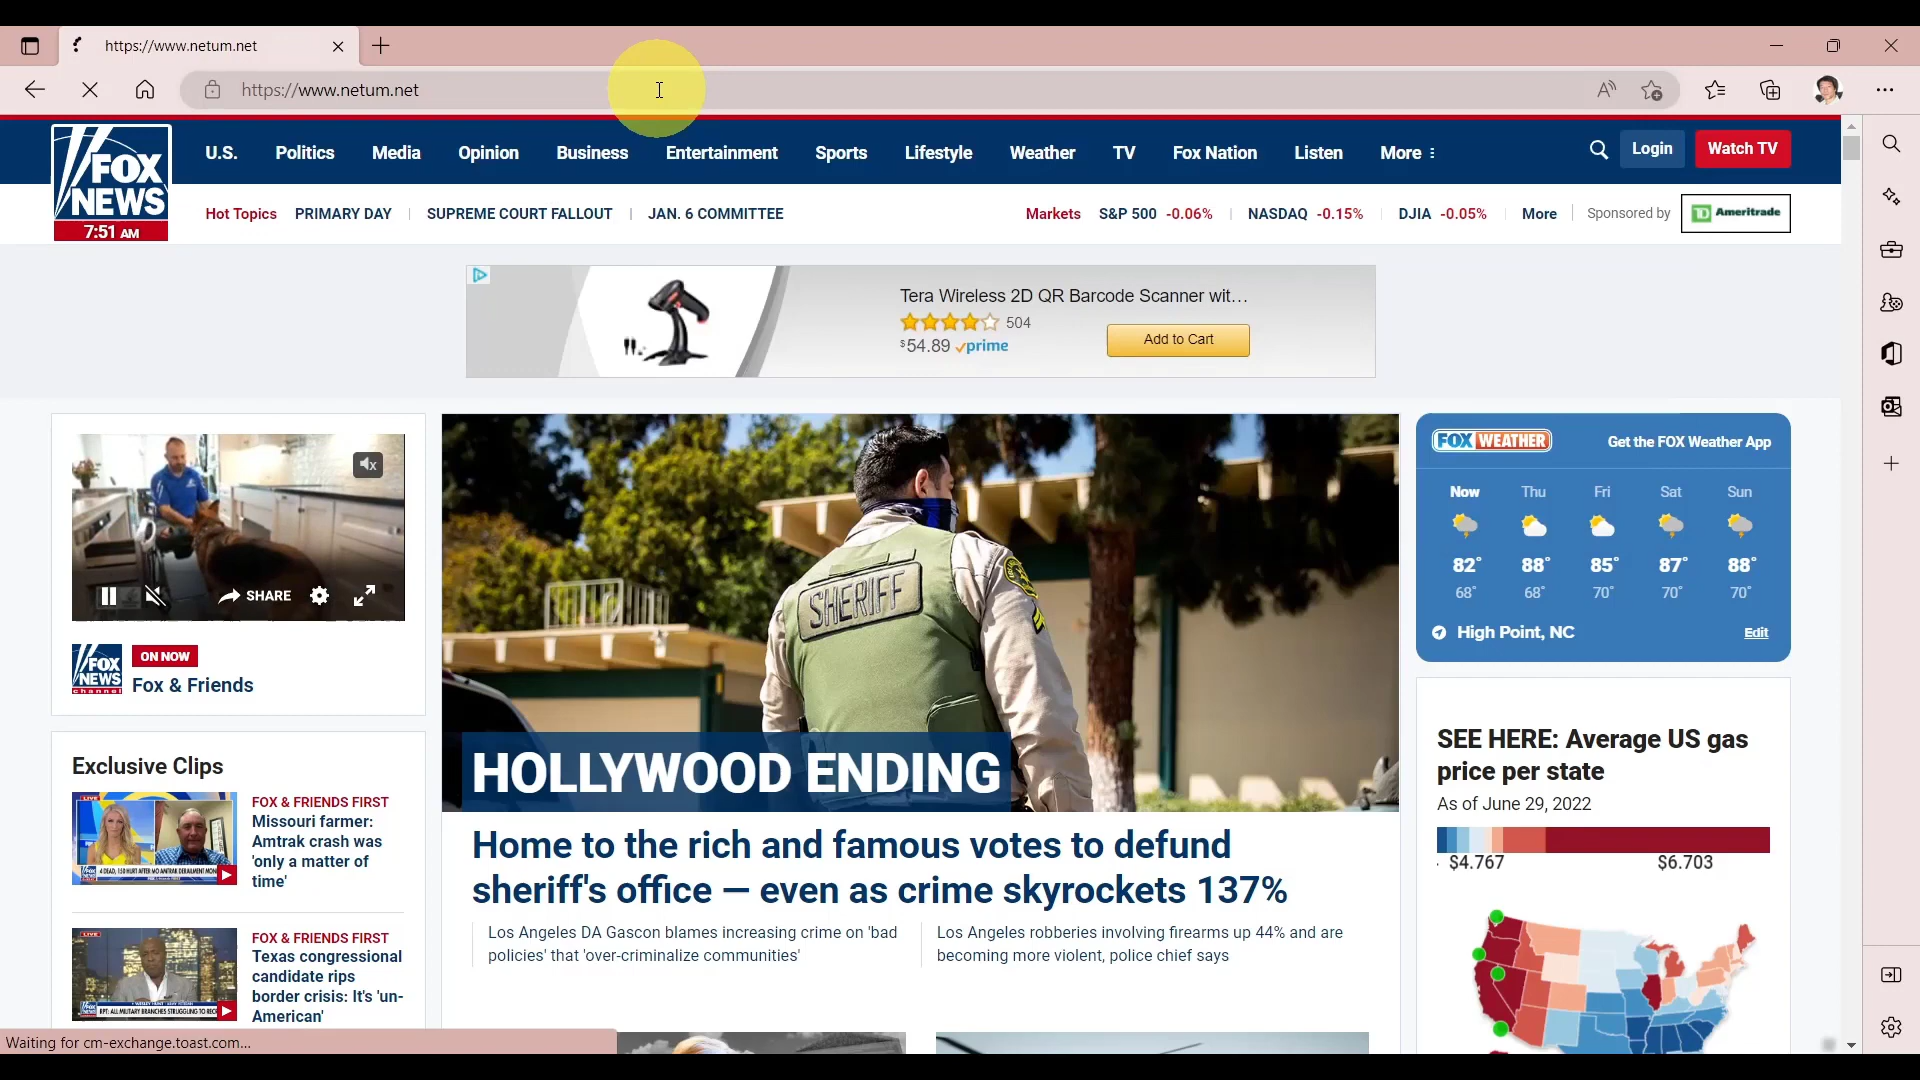 https://www.netum.net
https://www.netum.net
FOX
NEWS
7:51 AM
U.S. Politics Media Opinion Business Entertainment Sports Lifestyle Weather TV Fox Nation Listen More
Login
Watch TV
Hot Topics PRIMARY DAY SUPREME COURT FALLOUT JAN. 6 COMMITTEE
Markets S&P 500 -0.06% NASDAQ -0.15% DJIA -0.05% More
Sponsored by
TD Ameritrade
Tera Wireless 2D QR Barcode Scanner wit...
504
$54.89 prime
Add to Cart
SHARE
FOX
NEWS
channel
ON NOW
Fox & Friends
Exclusive Clips
LIVE
FOX & FRIENDS FIRST
Missouri farmer:
Amtrak crash was
'only a matter of
time'
LIVE
FOX & FRIENDS FIRST
Texas congressional
candidate rips
border crisis: It's 'un-
American'
SHERIFF
HOLLYWOOD ENDING
Home to the rich and famous votes to defund
sheriff's office — even as crime skyrockets 137%
Los Angeles DA Gascon blames increasing crime on 'bad
policies' that 'over-criminalize communities'
Los Angeles robberies involving firearms up 44% and are
becoming more violent, police chief says
FOX WEATHER
Get the FOX Weather App
Now Thu Fri Sat Sun
82° 88° 85° 87° 88°
68° 68° 70° 70° 70°
High Point, NC
Edit
SEE HERE: Average US gas
price per state
As of June 29, 2022
$4.767 $6.703
Waiting for cm-exchange.toast.com...